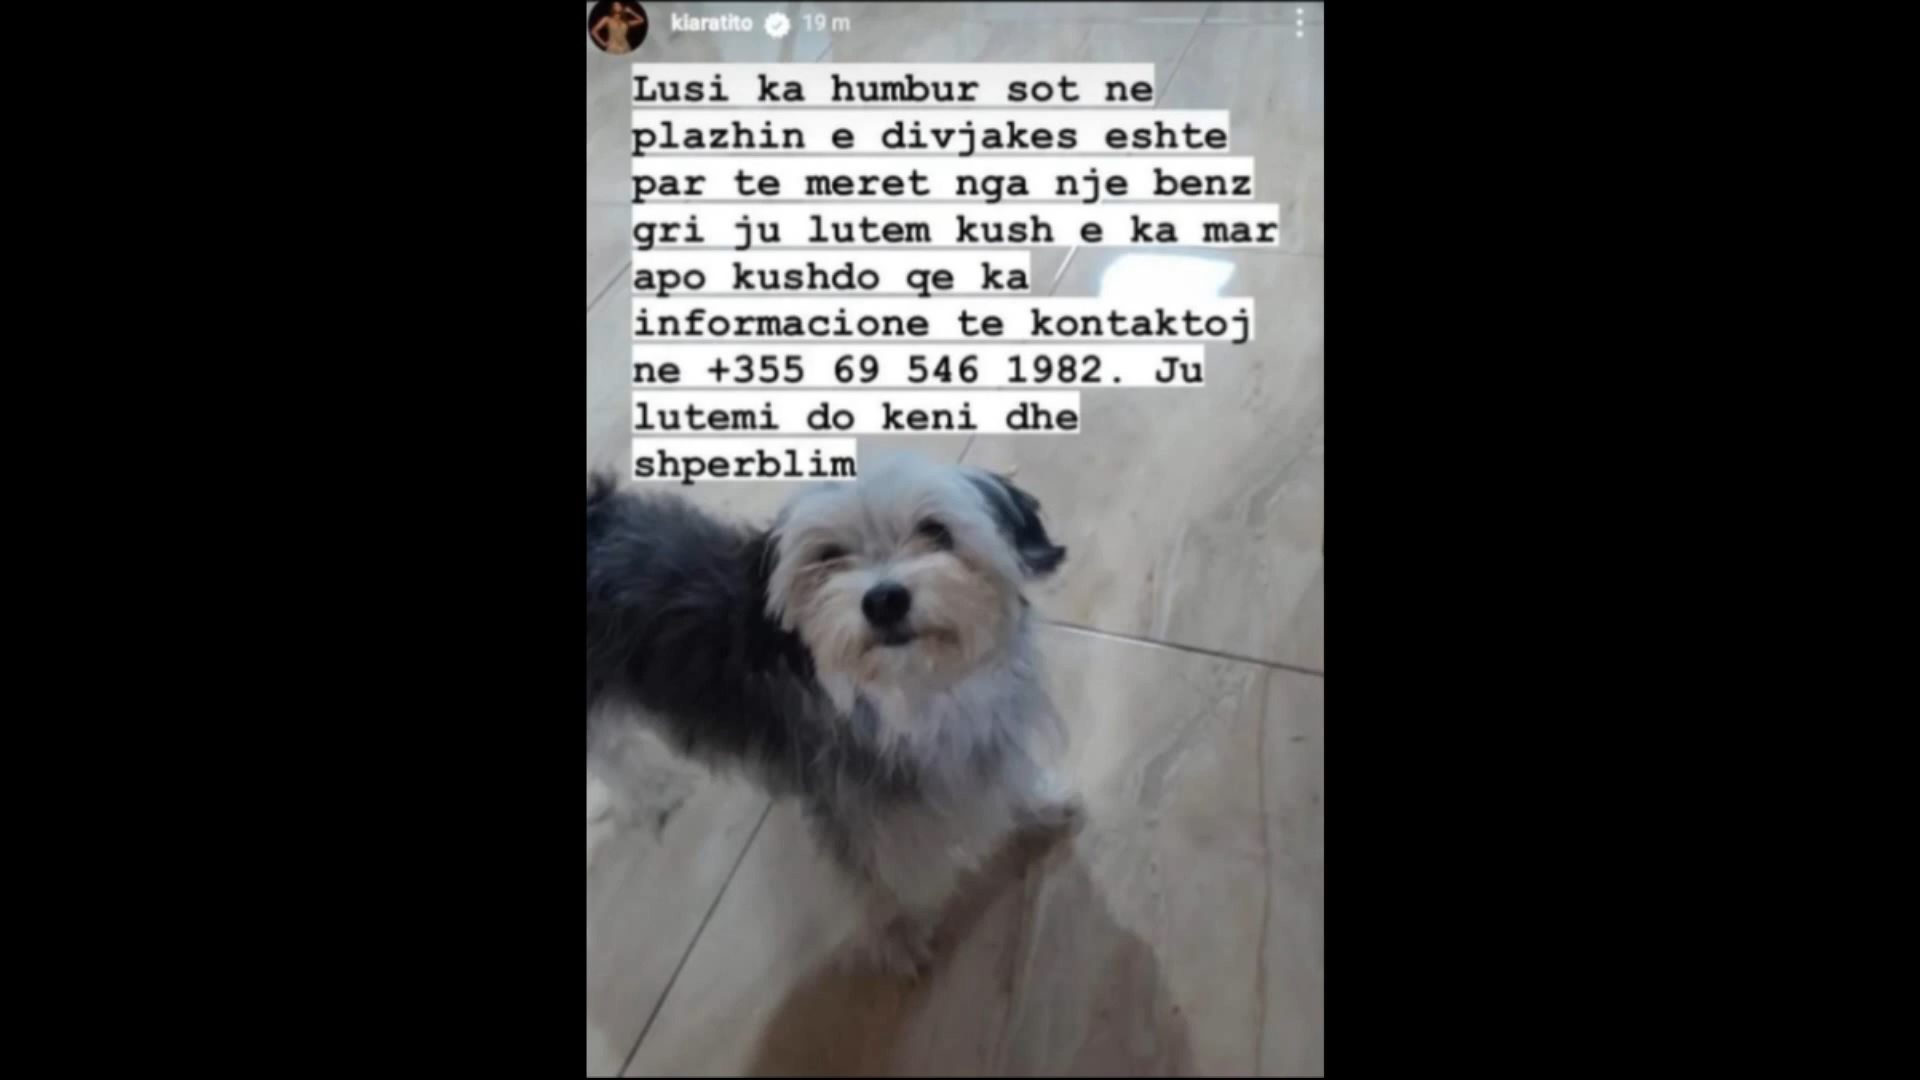 kiaratito 19 m
Lusi ka humbur sot ne
plazhin e divjakes eshte
par te meret nga nje benz
gri ju lutem kush e ka mar
apo kushdo qe ka
informacione te kontaktoj
ne +355 69 546 1982. Ju
lutemi do keni dhe
shperblim